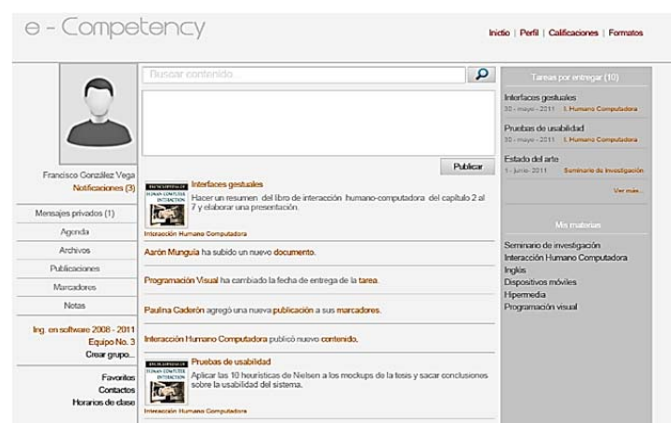 e - Competency
Inicio | Perfil | Calificaciones | Formatos
Francisco González Vega
Notificaciones (3)
Mensajes privados (1)
Agenda
Archivos
Publicaciones
Marcadores
Notas
Ing. en software 2008 - 2011
Equipo No. 3
Crear grupo...
Favoritos
Contactos
Horarios de clase
Buscar contenido...
Publicar
Interfaces gestuales
Hacer un resumen del libro de interacción humano-computadora del capítulo 2 al
7 y elaborar una presentación.
HUMAN COMPUTER
INTERACTION
Interacción Humano Computadora
Aarón Munguía ha subido un nuevo documento.
Programación Visual ha cambiado la fecha de entrega de la tarea.
Paulina Caderón agregó una nueva publicación a sus marcadores.
Interacción Humano Computadora publicó nuevo contenido,
Pruebas de usabilidad
Aplicar las 10 heurísticas de Nielsen a los mockups de la tesis y sacar conclusiones
sobre la usabilidad del sistema.
HUMAN COMPUTER
INTERACTION
Interacción Humano Computadora
Tareas por entregar (10)
Interfaces gestuales
30 - mayo - 2011 I. Humano Computadora
Pruebas de usabilidad
30 - mayo - 2011 I. Humano Computadora
Estado del arte
1 - junio- 2011 Seminario de Investigación
Ver más...
Mis materias
Seminario de investigación
Interacción Humano Computadora
Inglés
Dispositivos móviles
Hipermedia
Programación visual